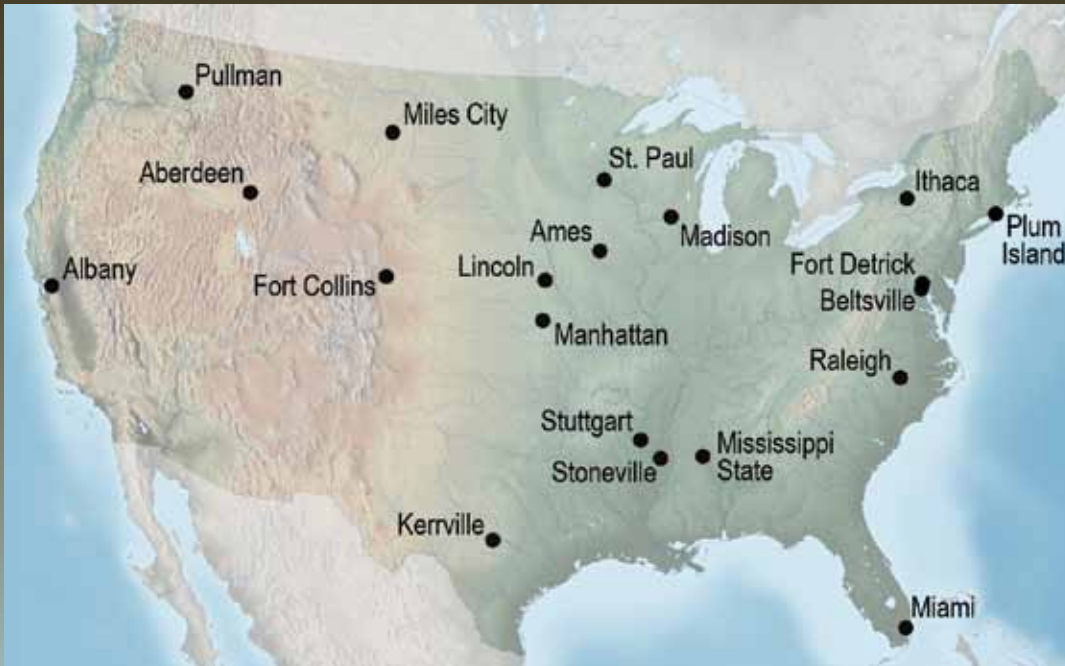 Pullman
Miles City
St. Paul
Aberdeen
Ithaca
Plum
Island
Ames
Madison
Albany
Fort Collins
Lincoln
Fort Detrick
Beltsville
Manhattan
Raleigh
Stuttgart
Mississippi
State
Stoneville
Kerrville
Miami